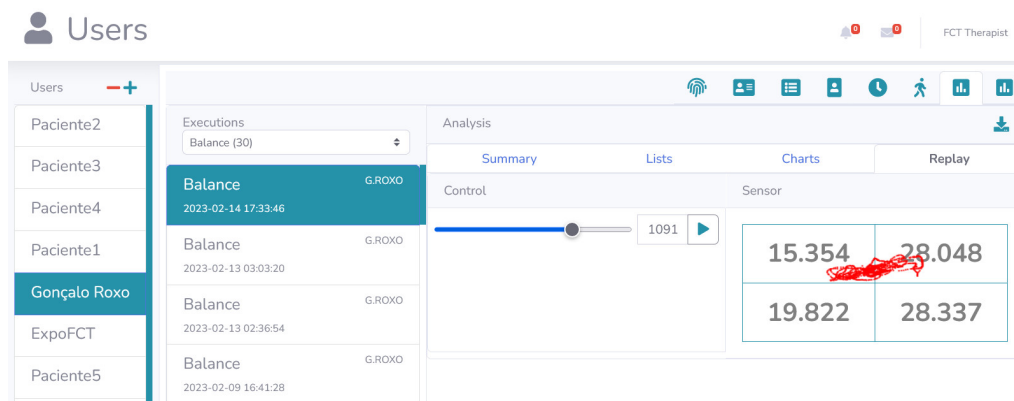 Users
0
0
FCT Therapist
Users
Paciente2
Paciente3
Paciente4
Paciente1
Gonçalo Roxo
ExpoFCT
Paciente5
Executions
Balance (30)
Balance G.ROXO
2023-02-14 17:33:46
Balance G.ROXO
2023-02-13 03:03:20
Balance G.ROXO
2023-02-13 02:36:54
Balance G.ROXO
2023-02-09 16:41:28
Analysis
Summary Lists Charts Replay
Control
1091
Sensor
15.354 28.048
19.822 28.337